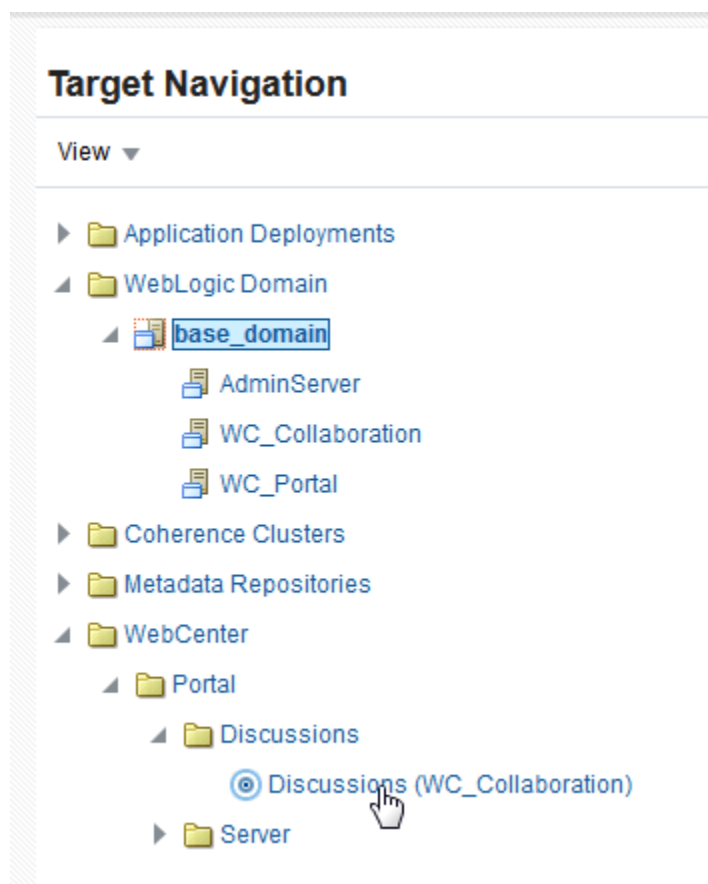 Target Navigation
View
Application Deployments
WebLogic Domain
base_domain
AdminServer
WC_Collaboration
WC_Portal
Coherence Clusters
Metadata Repositories
WebCenter
Portal
Discussions
Discussions (WC_Collaboration)
Server